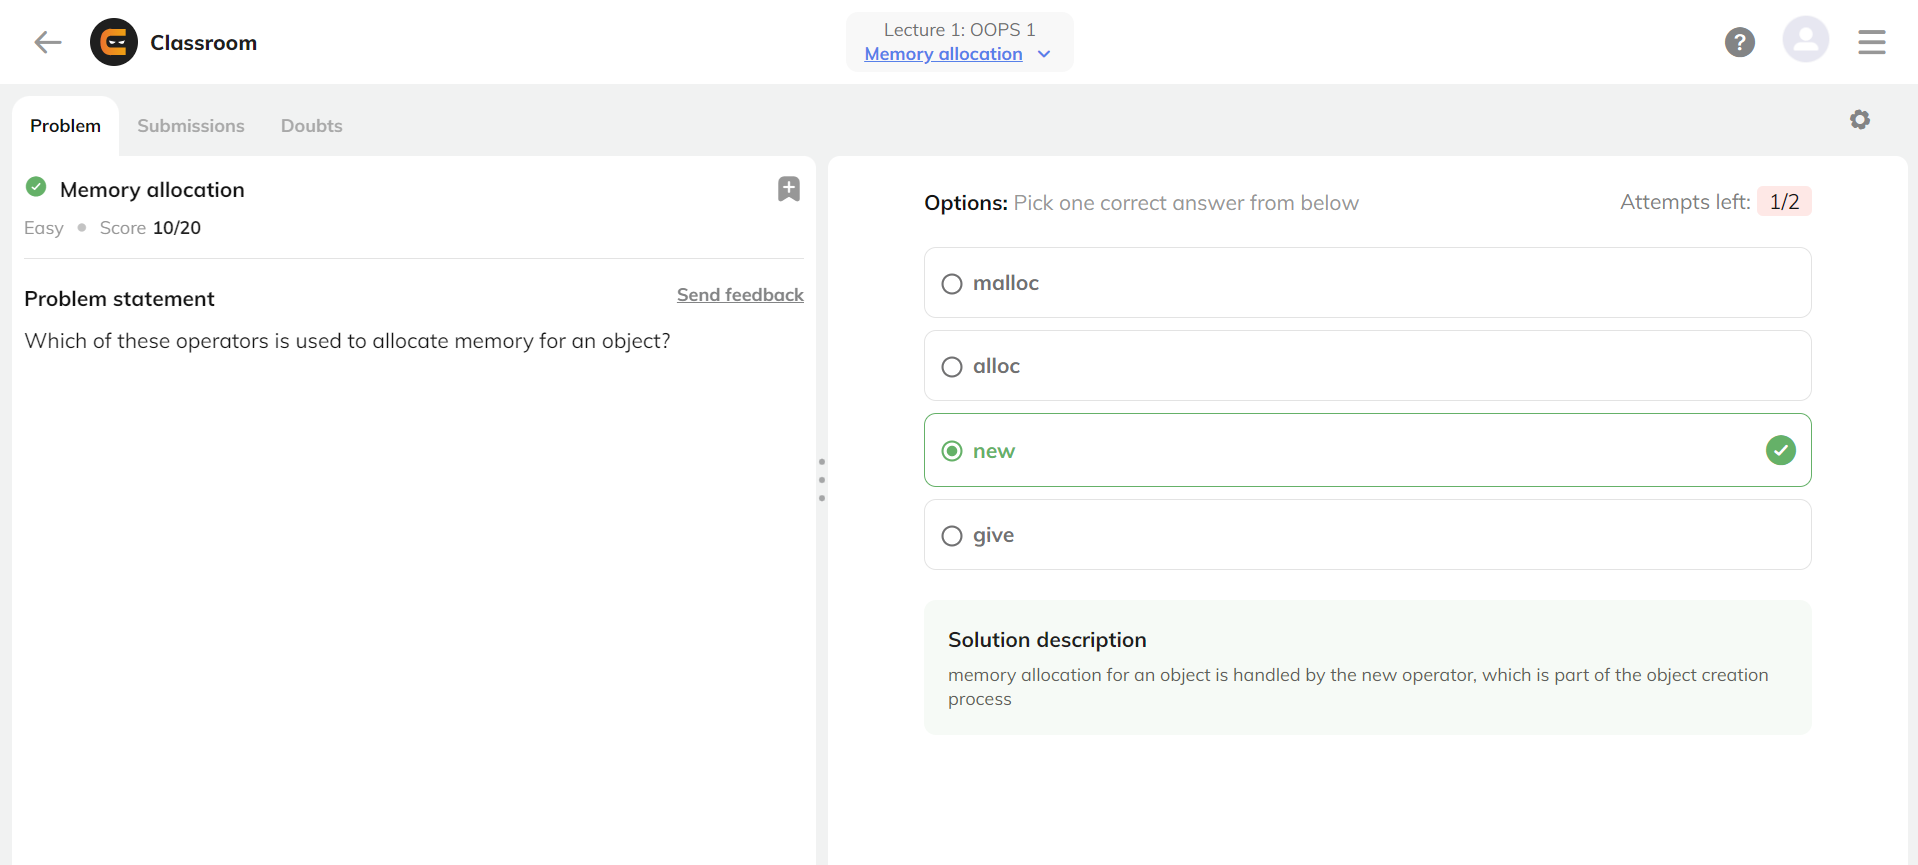 Classroom
Lecture 1: OOPS 1
Memory allocation
?
Problem
Submissions
Doubts
Memory allocation
Easy
Score 10/20
Problem statement
Send feedback
Which of these operators is used to allocate memory for an object?
Options: Pick one correct answer from below
Attempts left: 1/2
malloc
alloc
new
give
Solution description
memory allocation for an object is handled by the new operator, which is part of the object creation
process